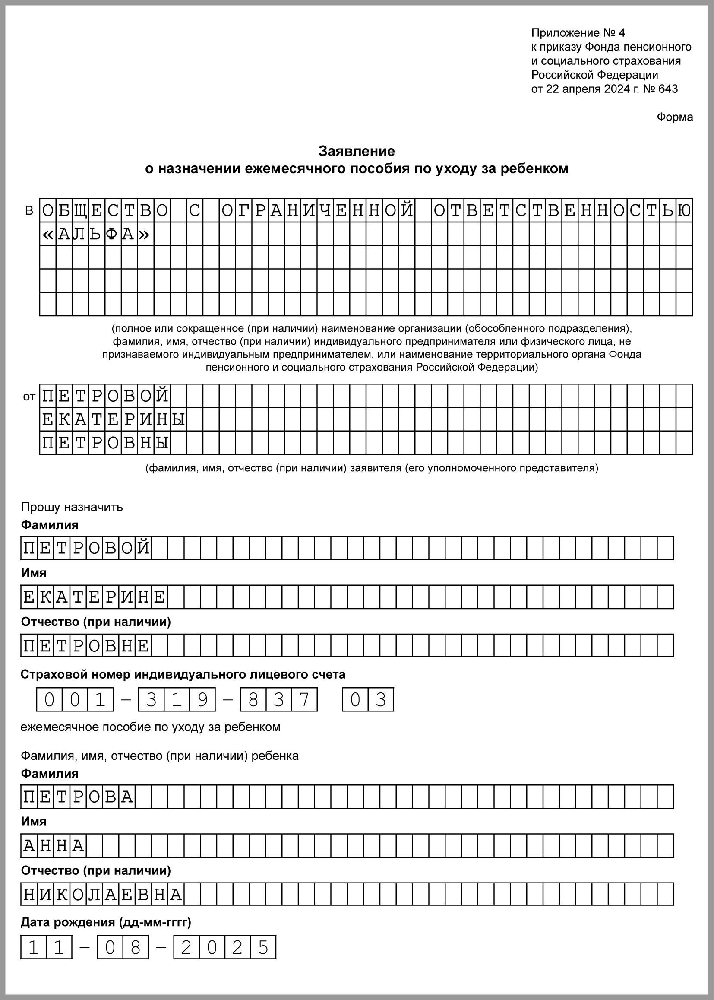 Приложение № 4
к приказу Фонда пенсионного
и социального страхования
Российской Федерации
от 22 апреля 2024 г. № 643
Форма
Заявление
о назначении ежемесячного пособия по уходу за ребенком
в ОБЩЕСТВО С ОГРАНИЧЕННОЙ ОТВЕТСТВЕННОСТЬЮ
«АЛЬФА»
(полное или сокращенное (при наличии) наименование организации (обособленного подразделения),
фамилия, имя, отчество (при наличии) индивидуального предпринимателя или физического лица, не
признаваемого индивидуальным предпринимателем, или наименование территориального органа Фонда
пенсионного и социального страхования Российской Федерации)
от ПЕТРОВОЙ
ЕКАТЕРИНЫ
ПЕТРОВНЫ
(фамилия, имя, отчество (при наличии) заявителя (его уполномоченного представителя)
Прошу назначить
Фамилия
ПЕТРОВОЙ
Имя
ЕКАТЕРИНЕ
Отчество (при наличии)
ПЕТРОВНЕ
Страховой номер индивидуального лицевого счета
001–319–837 03
ежемесячное пособие по уходу за ребенком
Фамилия, имя, отчество (при наличии) ребенка
Фамилия
ПЕТРОВА
Имя
АННА
Отчество (при наличии)
НИКОЛАЕВНА
Дата рождения (дд-мм-гггг)
11–08–2025